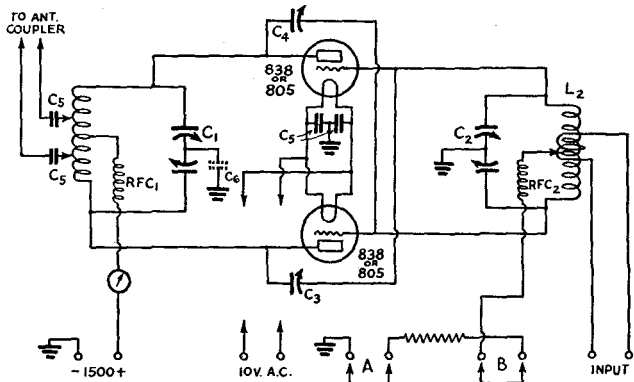 TO ANT.
COUPLER
C4
838
OR
805
L2
C5
C1
C5
C2
C5
RFC1
C6
RFC2
838
OR
805
C3
-1500+
10V. A.C.
A
B
INPUT